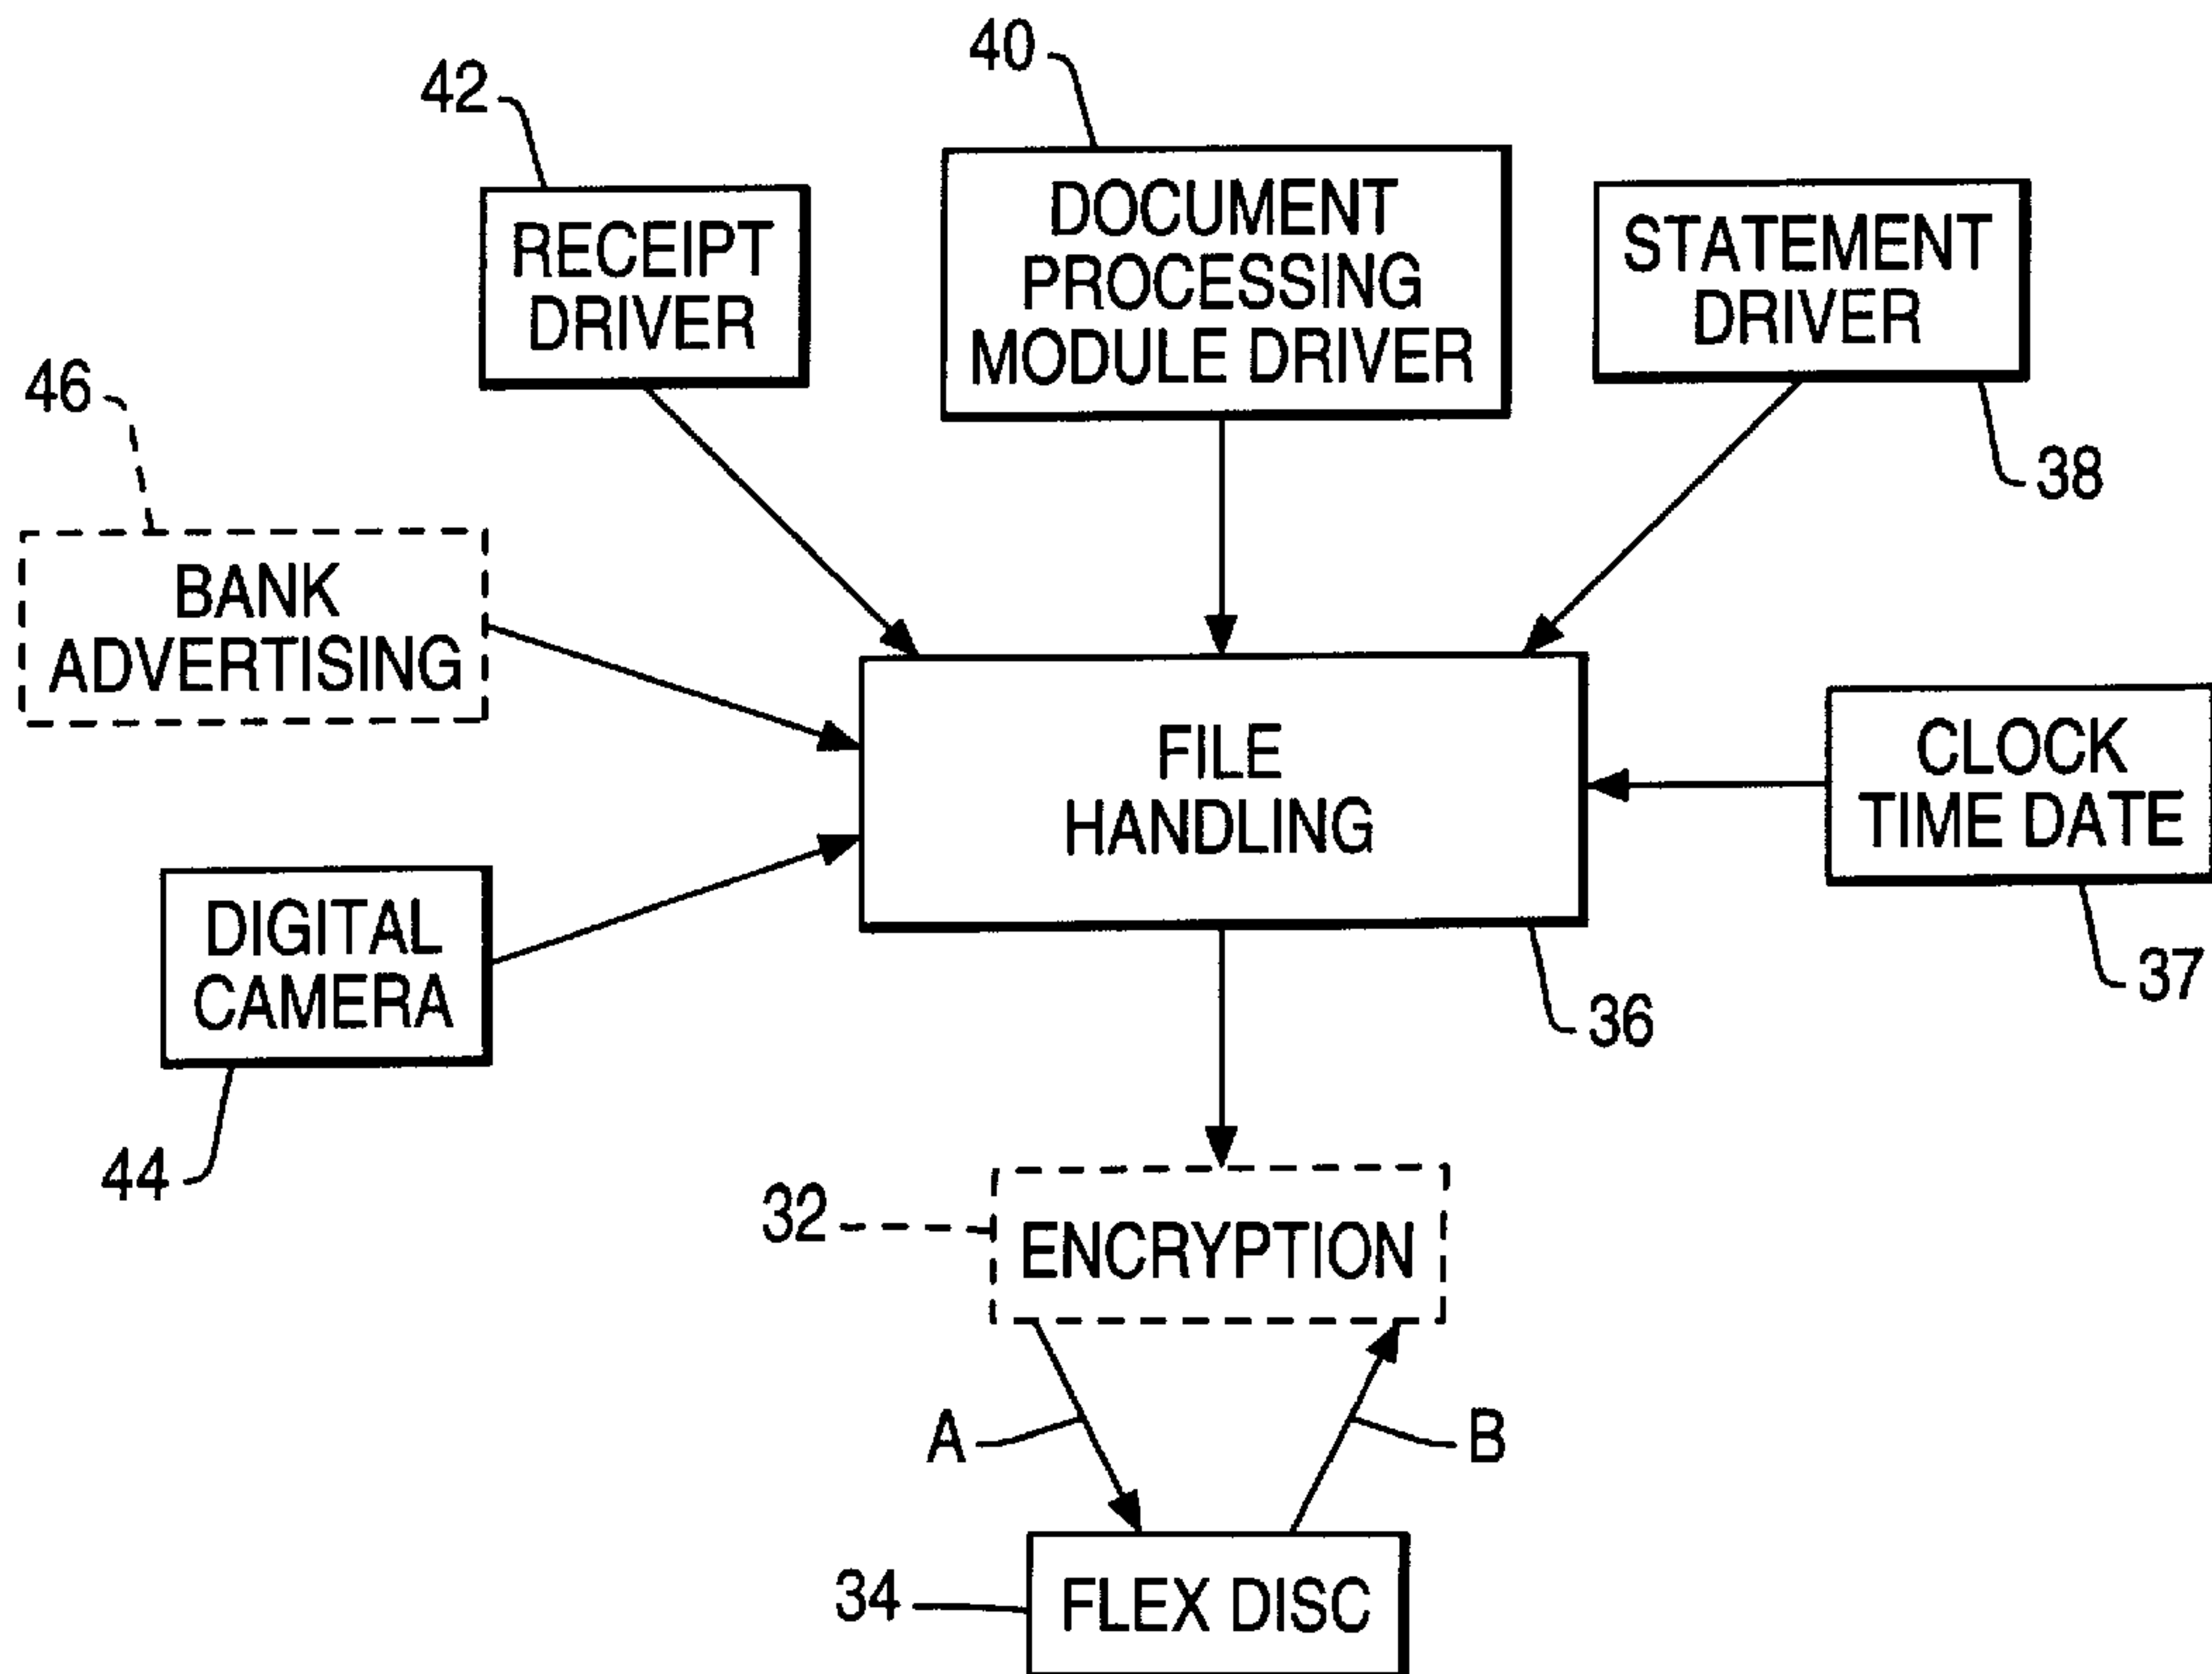 40
42
DOCUMENT
PROCESSING
MODULE DRIVER
RECEIPT
DRIVER
STATEMENT
DRIVER
46
38
BANK
ADVERTISING
FILE
HANDLING
CLOCK
TIME DATE
DIGITAL
CAMERA
37
36
44
32
ENCRYPTION
A
B
34
FLEX DISC